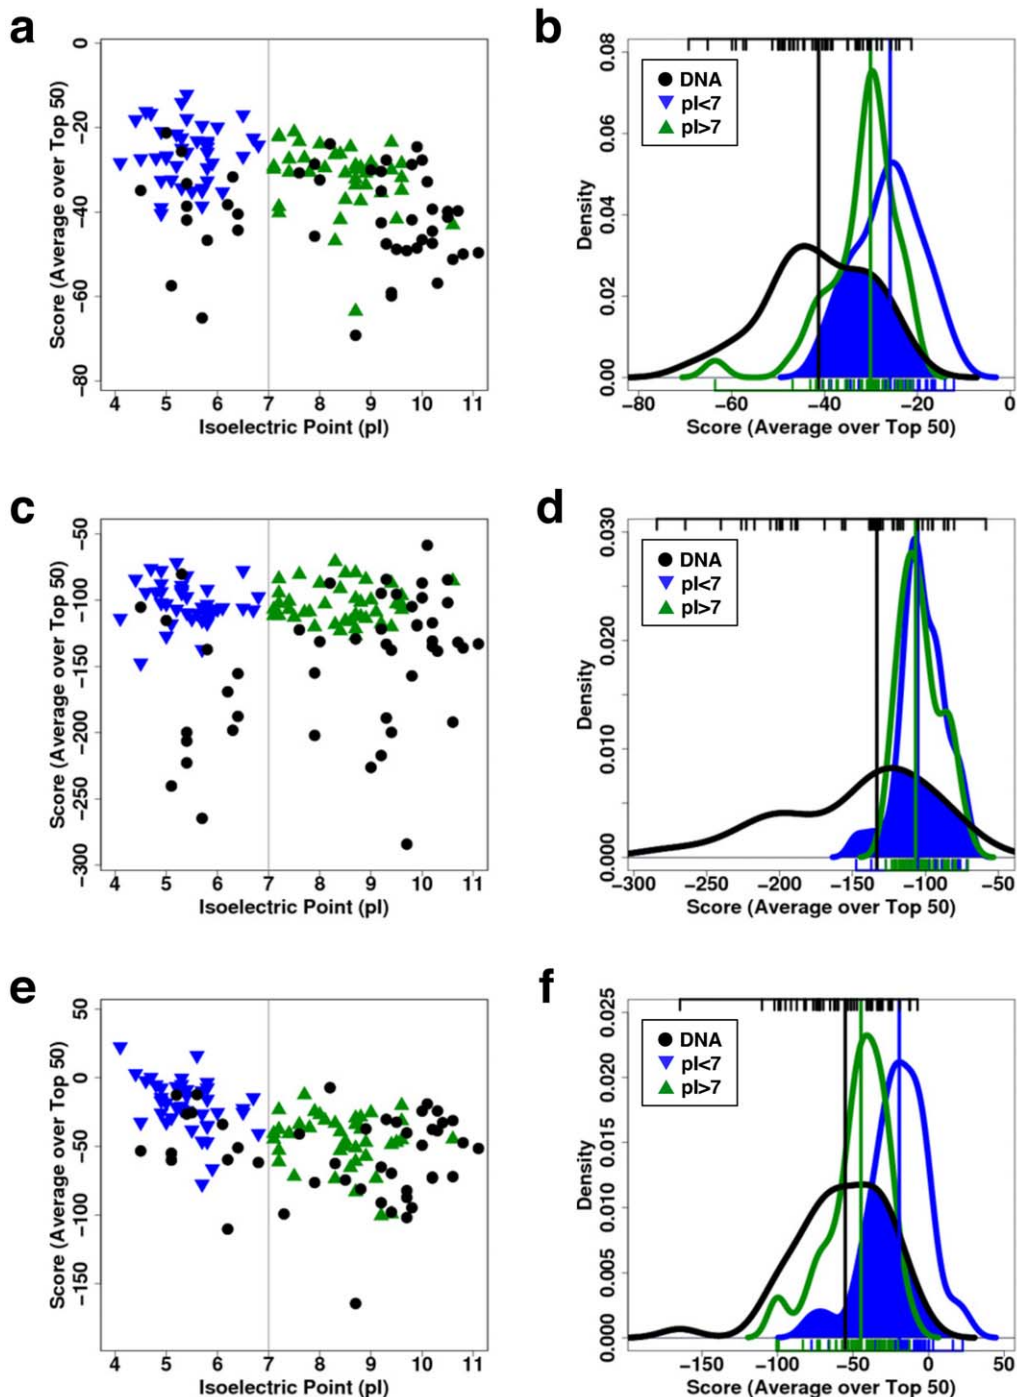 a
Score (Average over Top 50)
0
−20
−40
−60
−80
4 5 6 7 8 9 10 11
Isoelectric Point (pI)
b
DNA
pI<7
pI>7
Density
0.08
0.06
0.04
0.02
0.00
−80 −60 −40 −20 0
Score (Average over Top 50)
c
Score (Average over Top 50)
−50
−100
−150
−200
−250
−300
4 5 6 7 8 9 10 11
Isoelectric Point (pI)
d
DNA
pI<7
pI>7
Density
0.030
0.020
0.010
0.000
−300 −250 −200 −150 −100 −50
Score (Average over Top 50)
e
Score (Average over Top 50)
50
0
−50
−100
−150
4 5 6 7 8 9 10 11
Isoelectric Point (pI)
f
DNA
pI<7
pI>7
Density
0.025
0.020
0.015
0.010
0.005
0.000
−150 −100 −50 0 50
Score (Average over Top 50)